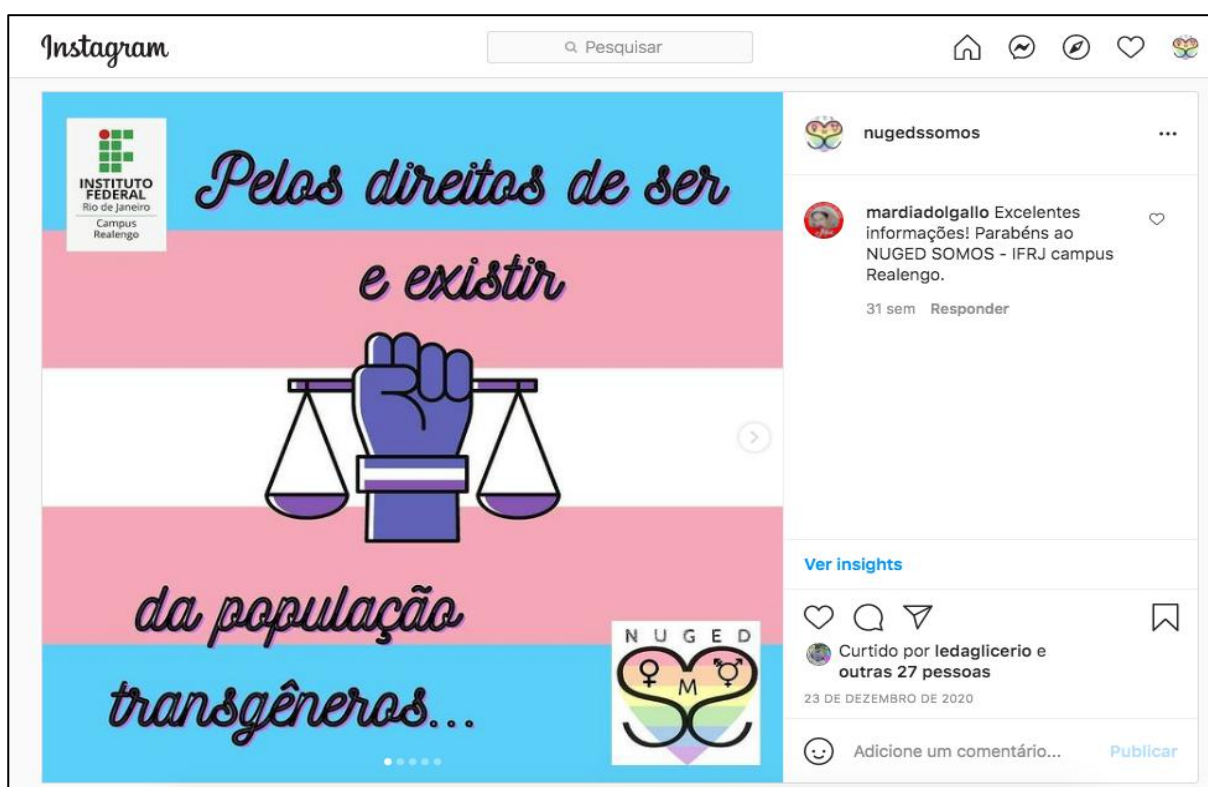 Instagram
Pesquisar
INSTITUTO
FEDERAL
Rio de Janeiro
Campus
Realengo
Pelos direitos de ser
e existir
da população
transgêneros...
NUGED
M
nugedssomos
mardiadolgallo Excelentes
informações! Parabéns ao
NUGED SOMOS - IFRJ campus
Realengo.
31 sem Responder
Ver insights
Curtido por ledaglicerio e
outras 27 pessoas
23 DE DEZEMBRO DE 2020
Adicione um comentário... Publicar